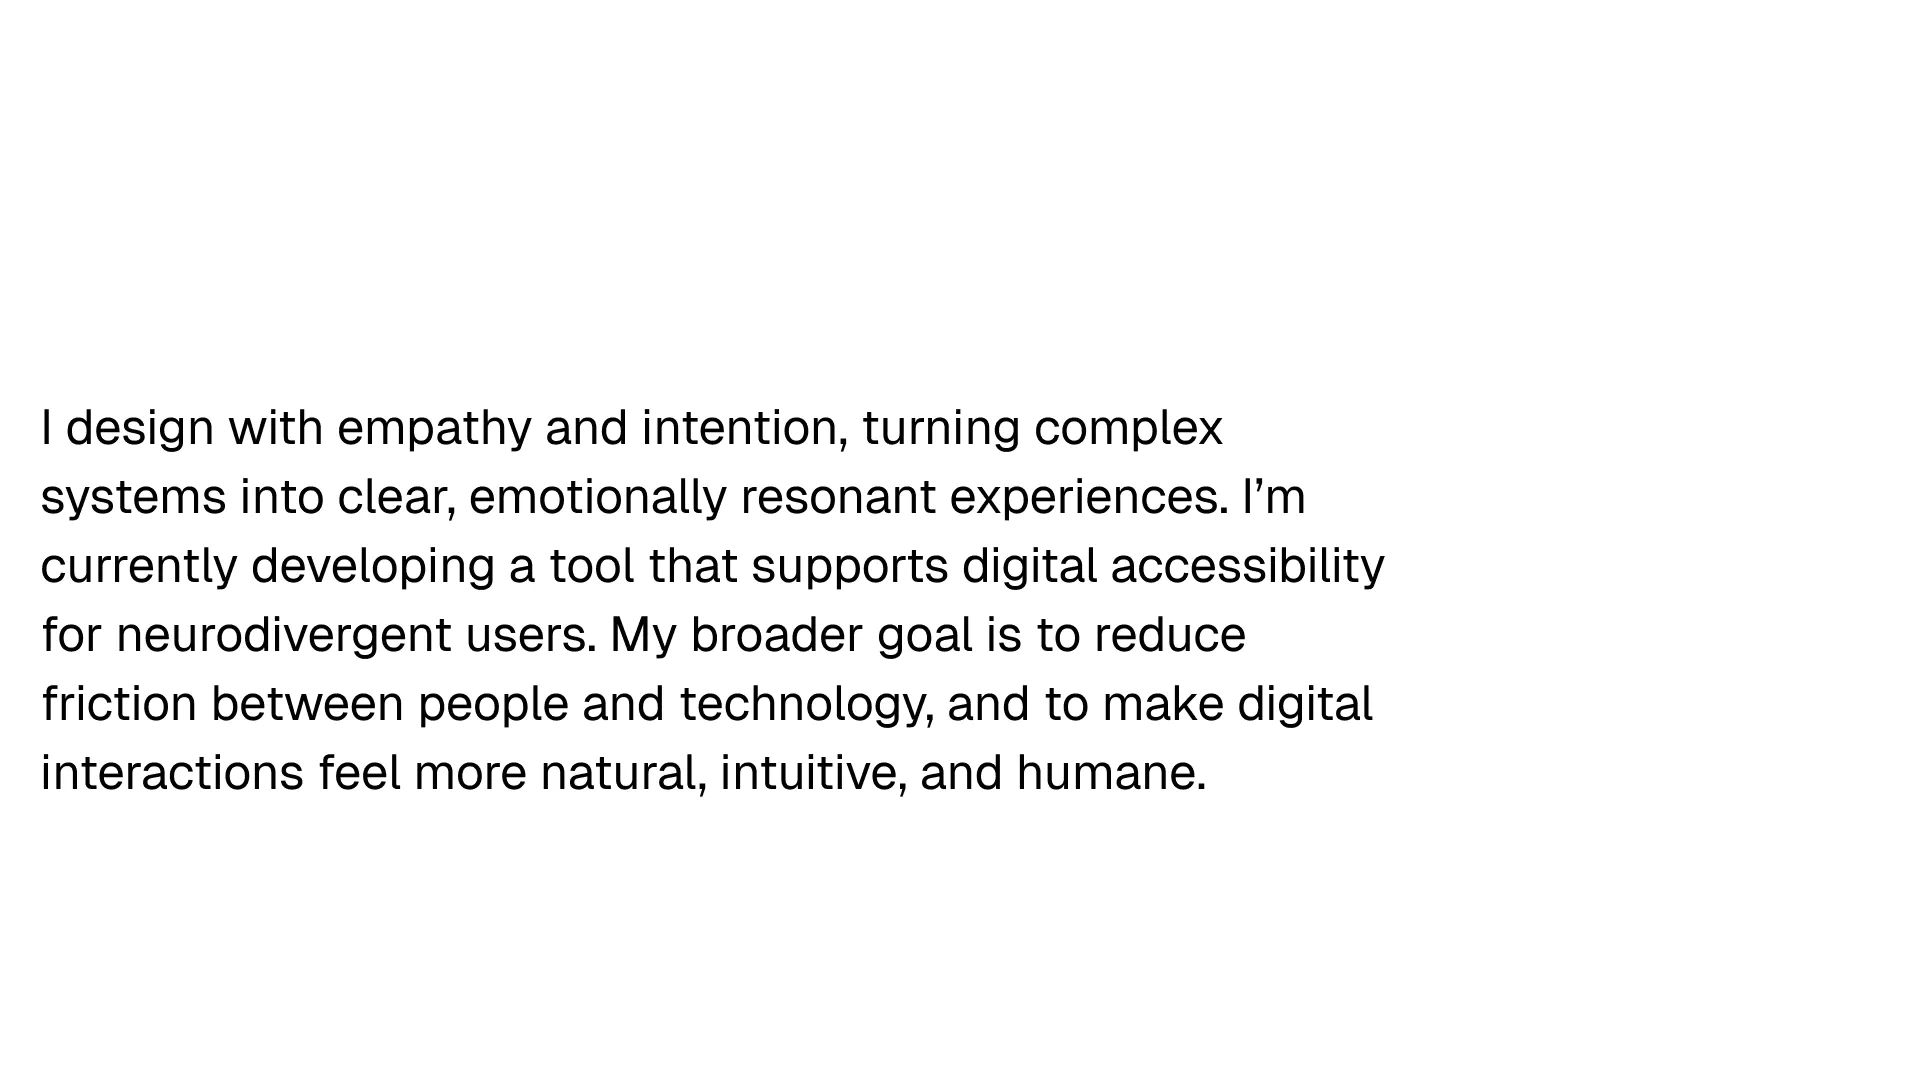 I design with empathy and intention, turning complex
systems into clear, emotionally resonant experiences. I’m
currently developing a tool that supports digital accessibility
for neurodivergent users. My broader goal is to reduce
friction between people and technology, and to make digital
interactions feel more natural, intuitive, and humane.